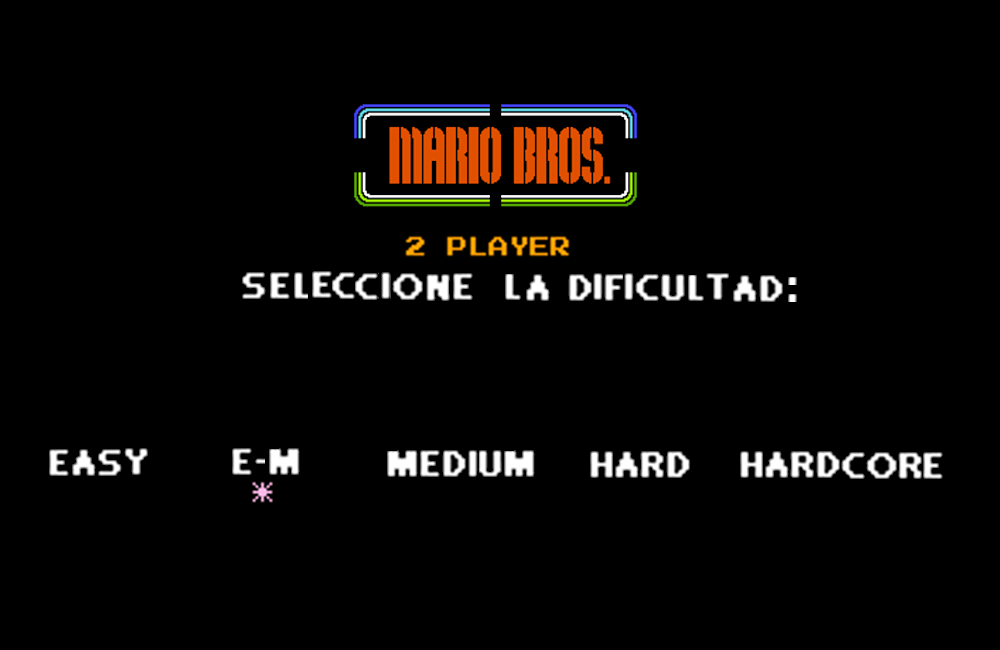 MARIO BROS.
2 PLAYER
SELECCIONE LA DIFICULTAD:
EASY E-M MEDIUM HARD HARDCORE